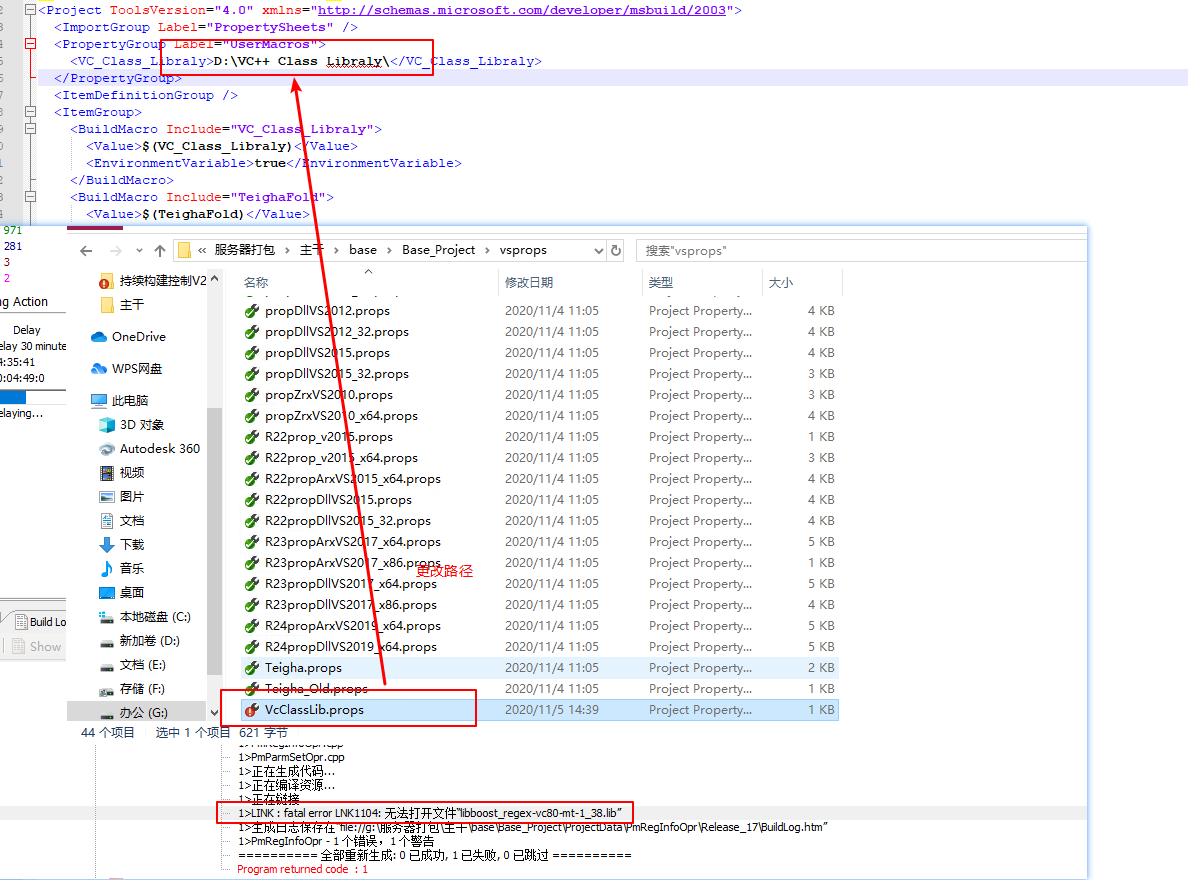 <Project ToolsVersion="4.0" xmlns="http://schemas.microsoft.com/developer/msbuild/2003">
<ImportGroup Label="PropertySheets" />
<PropertyGroup Label="UserMacros">
<VC_Class_Libraly>D:\VC++ Class Libraly\</VC_Class_Libraly>
</PropertyGroup>
<ItemDefinitionGroup />
<ItemGroup>
<BuildMacro Include="VC_Class_Libraly">
<Value>$(VC_Class_Libraly)</Value>
<EnvironmentVariable>true</EnvironmentVariable>
</BuildMacro>
<BuildMacro Include="TeighaFold">
<Value>$(TeighaFold)</Value>
971
281
3
2
ng Action
Delay
elay 30 minute
4:35:41
0:04:49:0
elaying...
Build Lo
Show
« 服务器打包 › 主干 › base › Base_Project › vsprops
搜索"vsprops"
持续构建控制V2
主干
OneDrive
WPS网盘
此电脑
3D 对象
Autodesk 360
视频
图片
文档
下载
音乐
桌面
本地磁盘 (C:)
新加卷 (D:)
文档 (E:)
存储 (F:)
办公 (G:)
名称 修改日期 类型 大小
propDllVS2012.props 2020/11/4 11:05 Project Property... 4 KB
propDllVS2012_32.props 2020/11/4 11:05 Project Property... 4 KB
propDllVS2015.props 2020/11/4 11:05 Project Property... 4 KB
propDllVS2015_32.props 2020/11/4 11:05 Project Property... 3 KB
propZrxVS2010.props 2020/11/4 11:05 Project Property... 3 KB
propZrxVS2010_x64.props 2020/11/4 11:05 Project Property... 4 KB
R22prop_v2015.props 2020/11/4 11:05 Project Property... 1 KB
R22prop_v2015_x64.props 2020/11/4 11:05 Project Property... 3 KB
R22propArxVS2015_x64.props 2020/11/4 11:05 Project Property... 4 KB
R22propDllVS2015.props 2020/11/4 11:05 Project Property... 4 KB
R22propDllVS2015_32.props 2020/11/4 11:05 Project Property... 4 KB
R23propArxVS2017_x64.props 2020/11/4 11:05 Project Property... 5 KB
R23propArxVS2017_x86.props 2020/11/4 11:05 Project Property... 1 KB
更改路径
R23propDllVS2017_x64.props 2020/11/4 11:05 Project Property... 5 KB
R23propDllVS2017_x86.props 2020/11/4 11:05 Project Property... 4 KB
R24propArxVS2019_x64.props 2020/11/4 11:05 Project Property... 5 KB
R24propDllVS2019_x64.props 2020/11/4 11:05 Project Property... 5 KB
Teigha.props 2020/11/4 11:05 Project Property... 2 KB
Teigha_Old.props 2020/11/4 11:05 Project Property... 1 KB
VcClassLib.props 2020/11/5 14:39 Project Property... 1 KB
44 个项目 选中 1 个项目 621 字节
1>PmRegInfoOpr.cpp
1>PmParmSetOpr.cpp
1>正在生成代码...
1>正在编译资源...
1>正在链接
1>LINK : fatal error LNK1104: 无法打开文件"libboost_regex-vc80-mt-1_38.lib"
1>生成日志保存在"file://g:\服务器打包\主干\base\Base_Project\ProjectData\PmRegInfoOpr\Release_17\BuildLog.htm"
1>PmRegInfoOpr - 1 个错误，1 个警告
========== 全部重新生成: 0 已成功, 1 已失败, 0 已跳过 ==========
Program returned code : 1